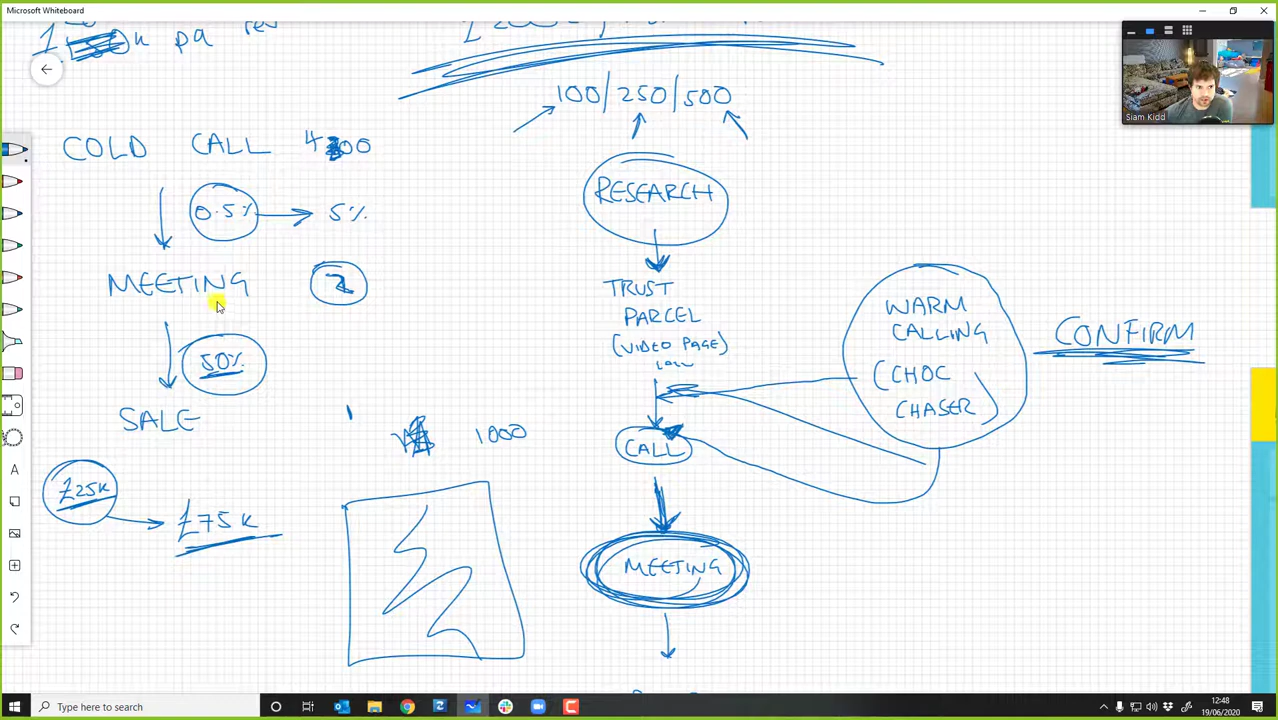 Microsoft Whiteboard
pa rev
100/250/500
COLD CALL
0.5% → 5%
MEETING
50%
SALE
£25K
£75K
1000
RESEARCH
TRUST
PARCEL
(VIDEO PAGE)
CALL
MEETING
WARM
CALLING
(CHOC
CHASER)
CONFIRM
Siam Kidd
A
Type here to search
12:48
19/06/2020